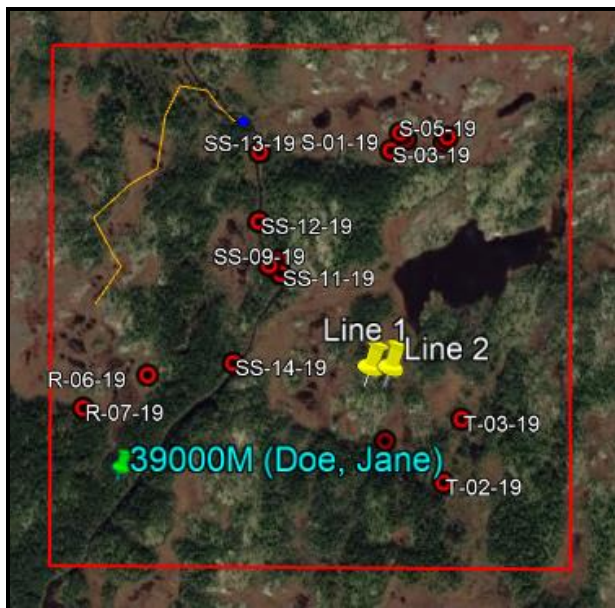 S-05-19
SS-13-19
S-01-19
S-03-19
SS-12-19
SS-09-19
SS-11-19
Line 1
Line 2
SS-14-19
R-06-19
R-07-19
T-03-19
39000M (Doe, Jane)
T-02-19